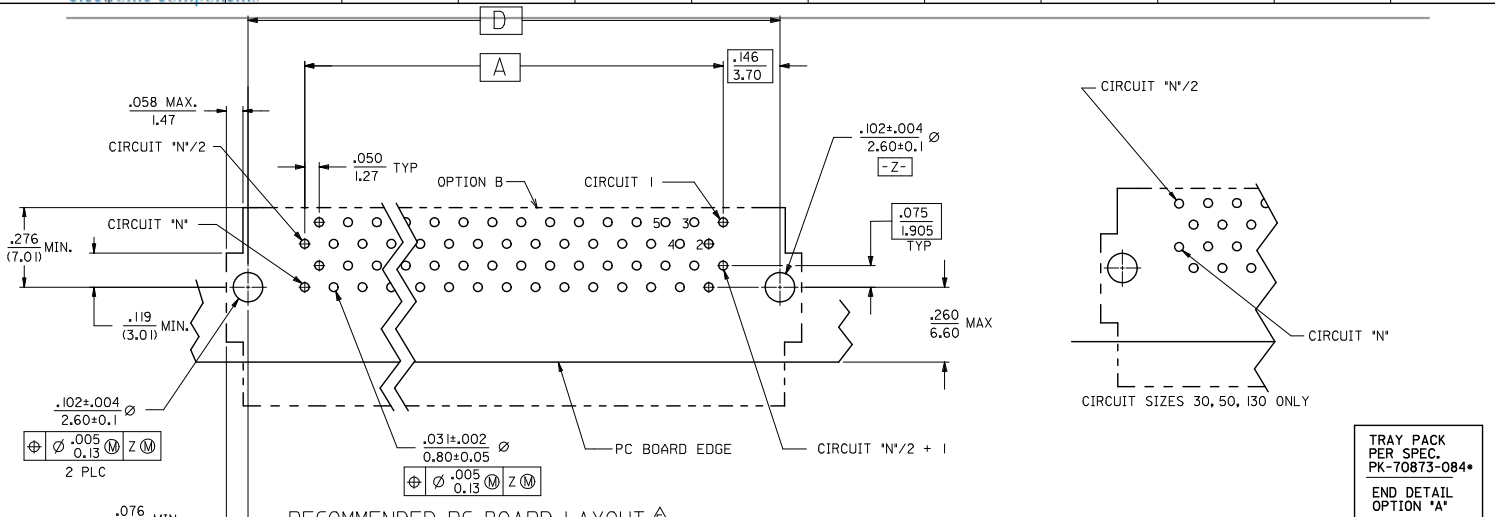 D
A
.146
3.70
.058 MAX.
1.47
CIRCUIT "N"/2
CIRCUIT "N"/2
.102±.004 Ø
2.60±0.1
-Z-
.050 TYP
1.27
OPTION B
CIRCUIT 1
CIRCUIT "N"
5 3
4 2
.075
1.905
TYP
.276 MIN.
(7.01)
.119 MIN.
(3.01)
.260 MAX
6.60
CIRCUIT "N"
.102±.004 Ø
2.60±0.1
⌖ Ø .005 Ⓜ Z Ⓜ
0.13
2 PLC
.031±.002 Ø
0.80±0.05
⌖ Ø .005 Ⓜ Z Ⓜ
0.13
PC BOARD EDGE
CIRCUIT "N"/2 + 1
CIRCUIT SIZES 30, 50, 130 ONLY
TRAY PACK
PER SPEC.
PK-70873-084*
END DETAIL
OPTION "A"
.076 MIN
RECOMMENDED PC BOARD LAYOUT